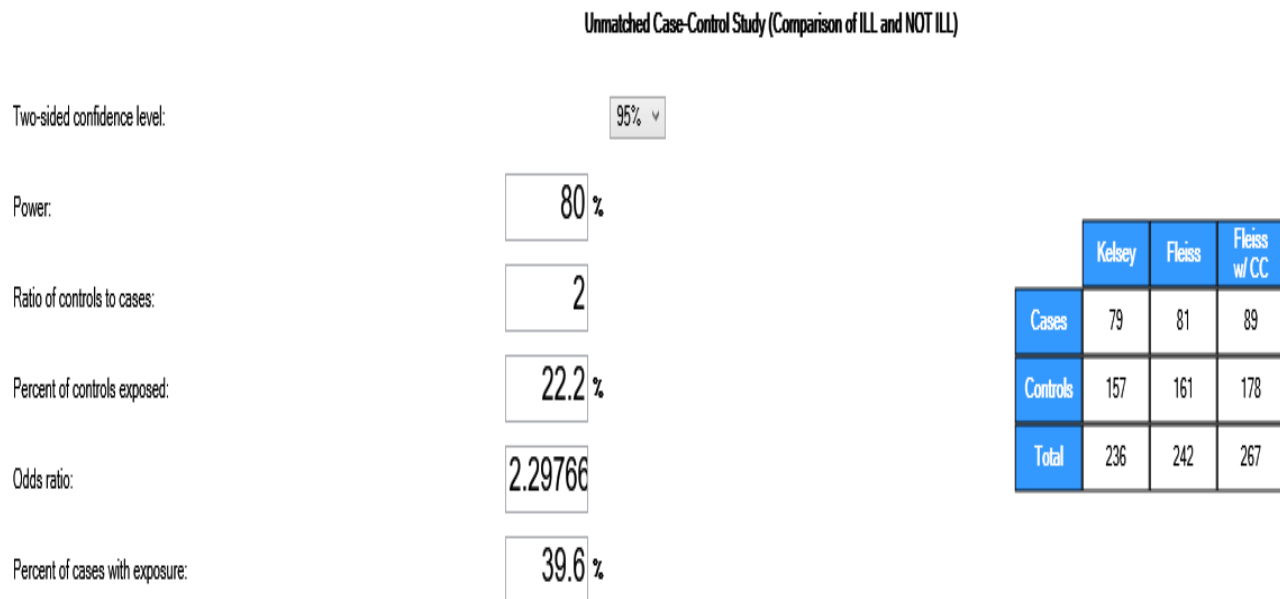 Unmatched Case-Control Study (Comparison of ILL and NOT ILL)
Two-sided confidence level: 95%
Power: 80 %
Ratio of controls to cases: 2
Percent of controls exposed: 22.2 %
Odds ratio: 2.29766
Percent of cases with exposure: 39.6 %
Kelsey Fleiss Fleiss
w/ CC
Cases 79 81 89
Controls 157 161 178
Total 236 242 267